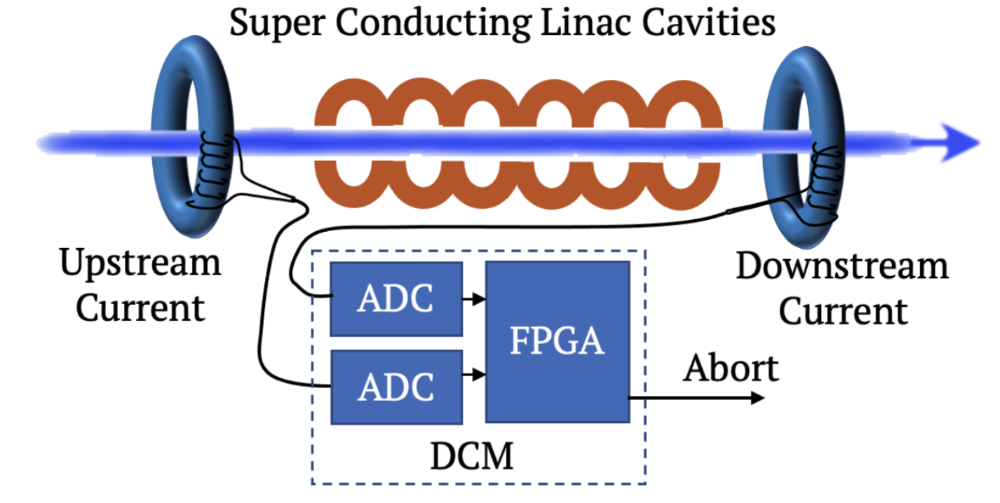 Super Conducting Linac Cavities
Upstream
Current
Downstream
Current
ADC
FPGA
ADC
Abort
DCM